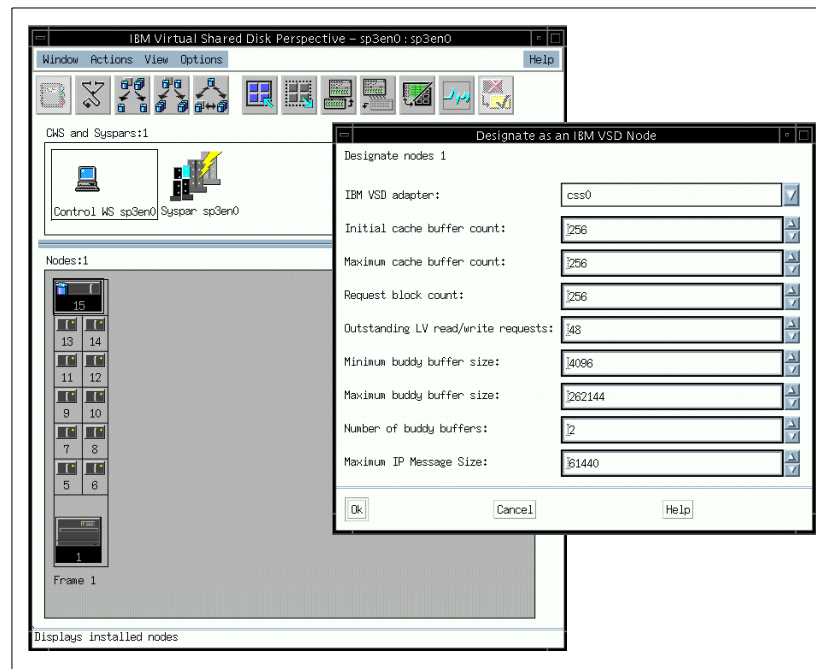 IBM Virtual Shared Disk Perspective - sp3en0 : sp3en0
Window Actions View Options Help
CWS and Syspars:1
Control WS sp3en0 Syspar sp3en0
Nodes:1
15
13 14
11 12
9 10
7 8
5 6
1
Frame 1
Displays installed nodes
Designate as an IBM VSD Node
Designate nodes 1
IBM VSD adapter: css0
Initial cache buffer count: 256
Maximum cache buffer count: 256
Request block count: 256
Outstanding LV read/write requests: 48
Minimum buddy buffer size: 4096
Maximum buddy buffer size: 262144
Number of buddy buffers: 2
Maximum IP Message Size: 61440
Ok Cancel Help